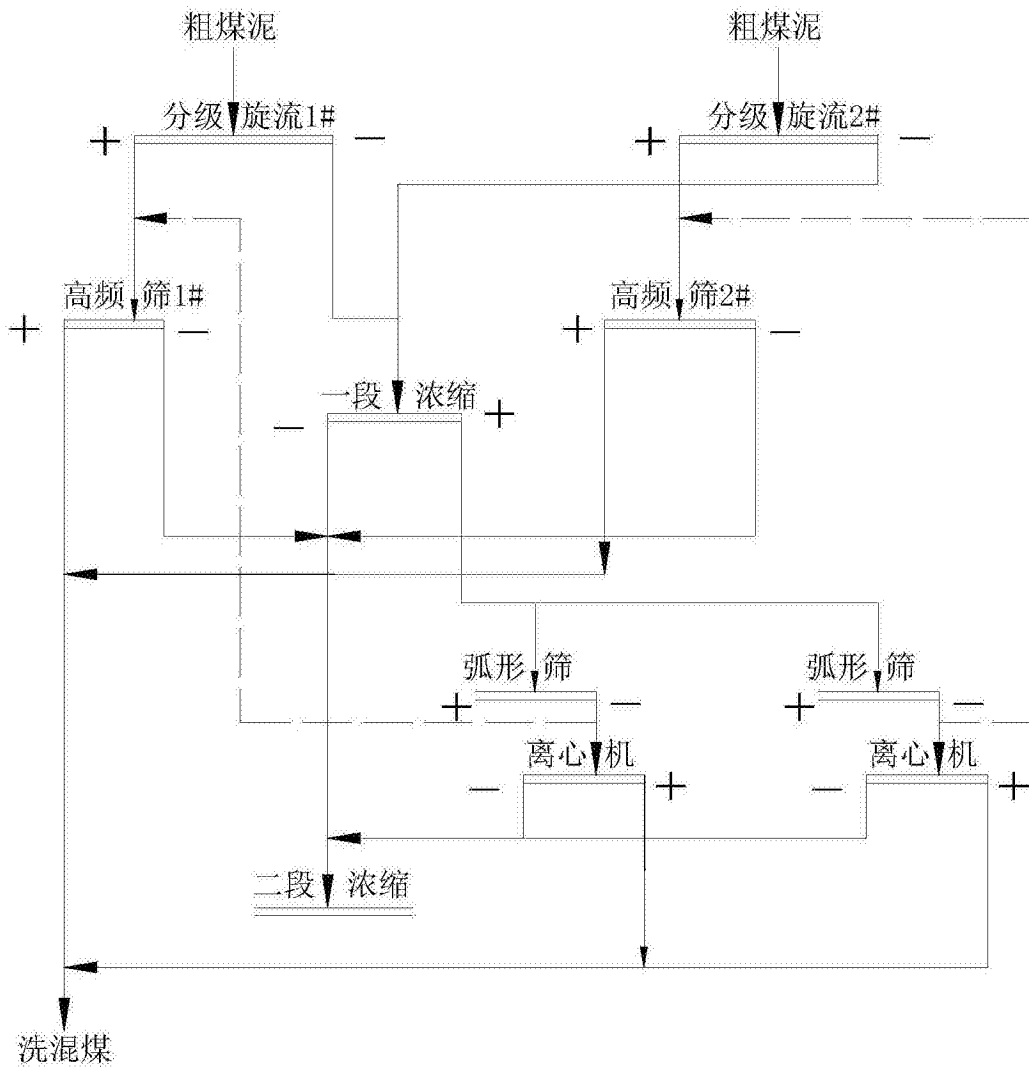 粗煤泥 粗煤泥
分级 旋流1# 分级 旋流2#
+ − + −
高频 筛1# 高频 筛2#
+ − + −
一段 浓缩
− +
弧形 筛 弧形 筛
+ − + −
离心 机 离心 机
− + − +
二段 浓缩
洗混煤